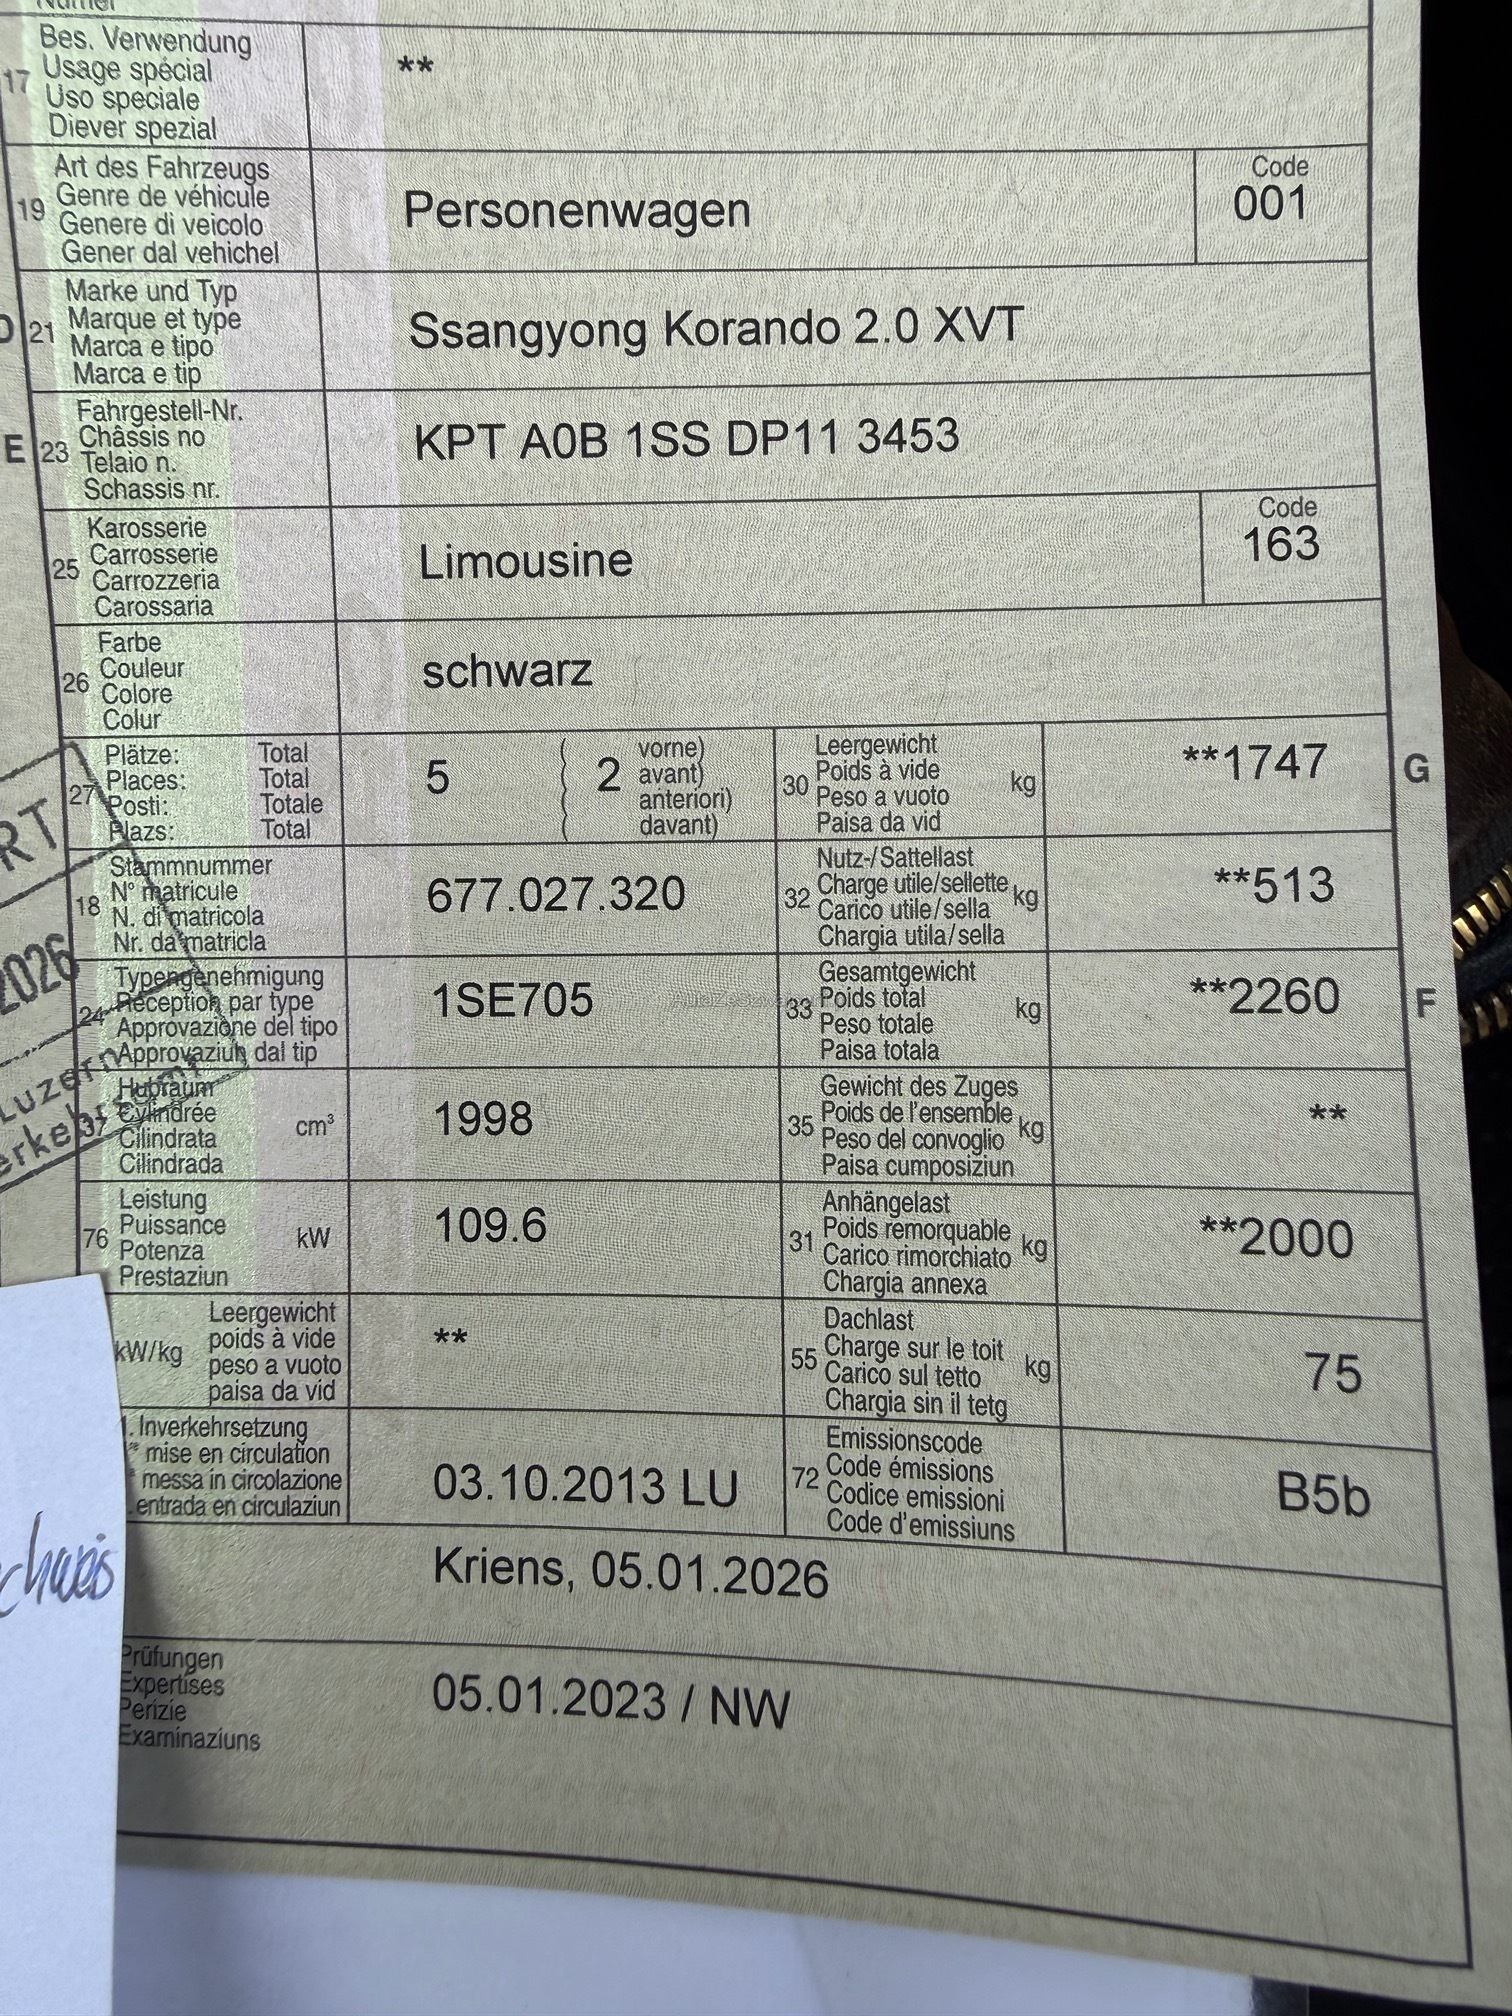 17 Bes. Verwendung
Usage spécial
Uso speciale
Diever spezial
**
19 Art des Fahrzeugs
Genre de véhicule
Genere di veicolo
Gener dal vehichel
Personenwagen
Code
001
21 Marke und Typ
Marque et type
Marca e tipo
Marca e tip
Ssangyong Korando 2.0 XVT
E 23 Fahrgestell-Nr.
Châssis no
Telaio n.
Schassis nr.
KPT A0B 1SS DP11 3453
25 Karosserie
Carrosserie
Carrozzeria
Carossaria
Limousine
Code
163
26 Farbe
Couleur
Colore
Colur
schwarz
27 Plätze: Total
Places: Total
Posti: Totale
Plazs: Total
5 ( 2 vorne)
avant)
anteriori)
davant)
30 Leergewicht
Poids à vide kg
Peso a vuoto
Paisa da vid
**1747 G
18 Stammnummer
N° matricule
N. di matricola
Nr. da matricla
677.027.320
32 Nutz-/Sattellast
Charge utile/sellette kg
Carico utile/sella
Chargia utila/sella
**513
24 Typengenehmigung
Réception par type
Approvazione del tipo
Approvaziun dal tip
1SE705
33 Gesamtgewicht
Poids total kg
Peso totale
Paisa totala
**2260 F
37 Hubraum
Cylindrée
Cilindrata cm³
Cilindrada
1998
35 Gewicht des Zuges
Poids de l'ensemble kg
Peso del convoglio
Paisa cumposiziun
**
76 Leistung
Puissance kW
Potenza
Prestaziun
109.6
31 Anhängelast
Poids remorquable kg
Carico rimorchiato
Chargia annexa
**2000
kW/kg Leergewicht
poids à vide
peso a vuoto
paisa da vid
**
55 Dachlast
Charge sur le toit kg
Carico sul tetto
Chargia sin il tetg
75
. Inverkehrsetzung
mise en circulation
messa in circolazione
entrada en circulaziun
03.10.2013 LU
72 Emissionscode
Code émissions
Codice emissioni
Code d'emissiuns
B5b
Kriens, 05.01.2026
Prüfungen
Expertises
Perizie
Examinaziuns
05.01.2023 / NW
2026
Luzern